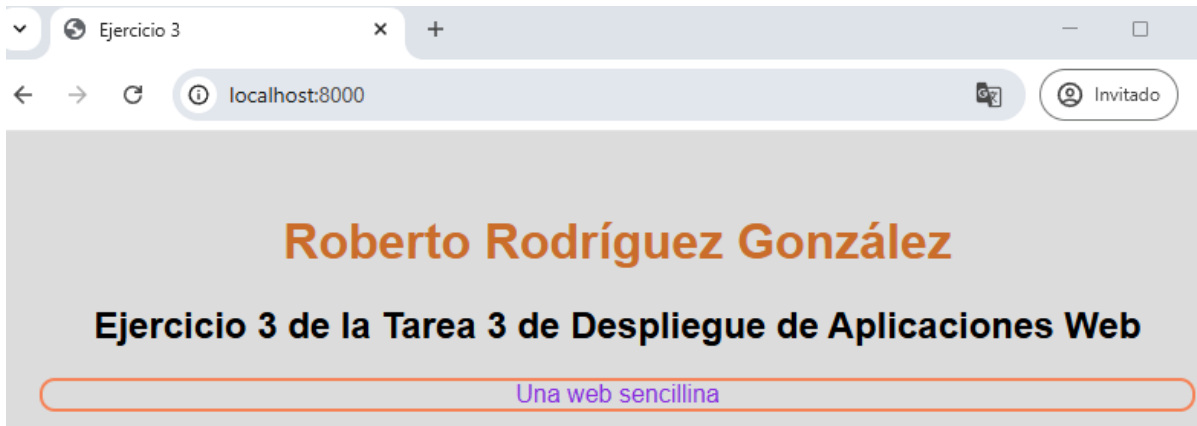 Ejercicio 3
localhost:8000
Invitado
Roberto Rodríguez González
Ejercicio 3 de la Tarea 3 de Despliegue de Aplicaciones Web
Una web sencillina